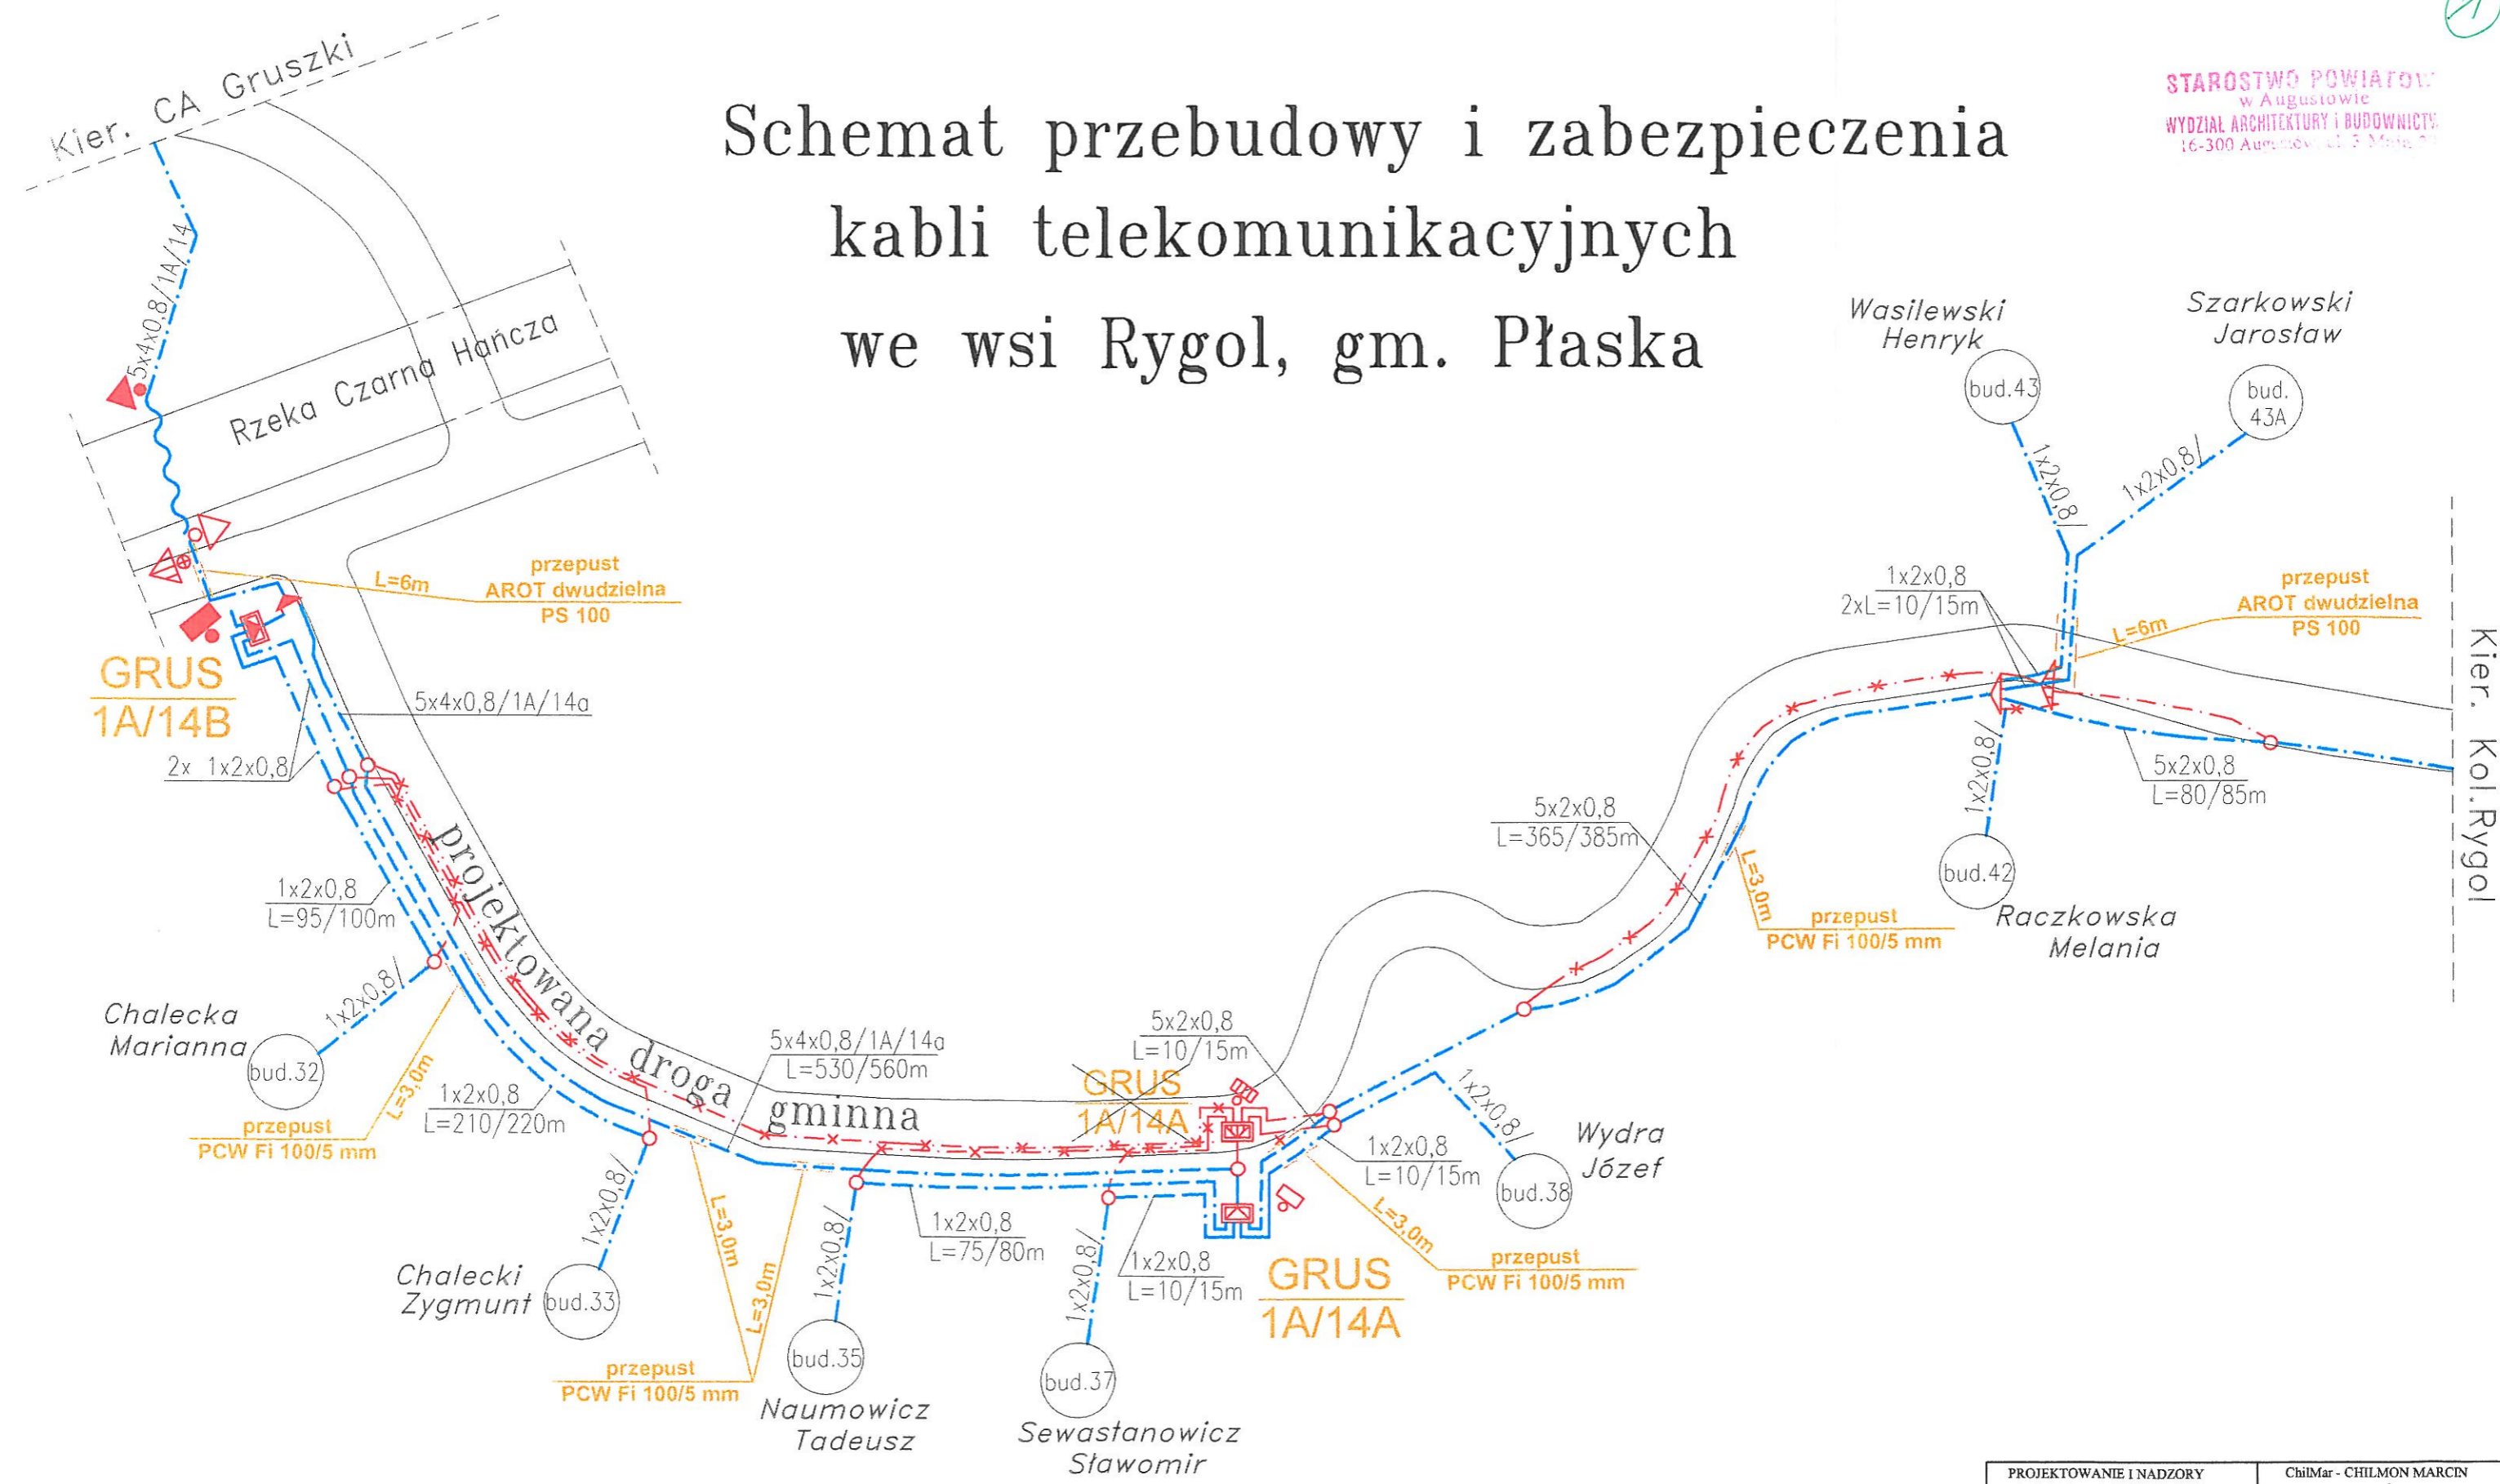 Schemat przebudowy i zabezpieczenia
kabli telekomunikacyjnych
we wsi Rygol, gm. Płaska
STAROSTWO
w Augustowie
WYDZIAŁ ARCHITEKTURY i
16-300
Kier. CA Gruszki
5x4x0,8/1A/14
Rzeka Czarna Hańcza
L=6m
przepust
AROT dwudzielna
PS 100
GRUS
1A/14B
5x4x0,8/1A/14a
2x 1x2x0,8
1x2x0,8
L=95/100m
projektowana droga gminna
Chalecka
Marianna
bud.32
1x2x0,8/
L=3,0m
przepust
PCW Fi 100/5 mm
1x2x0,8
L=210/220m
5x4x0,8/1A/14a
L=530/560m
Chalecki
Zygmunt
bud.33
1x2x0,8/
L=3,0m
L=3,0m
przepust
PCW Fi 100/5 mm
1x2x0,8/
bud.35
Naumowicz
Tadeusz
1x2x0,8
L=75/80m
1x2x0,8/
bud.37
Sewastanowicz
Sławomir
1x2x0,8
L=10/15m
GRUS
1A/14A
5x2x0,8
L=10/15m
GRUS
1A/14A
1x2x0,8
L=10/15m
L=3,0m
przepust
PCW Fi 100/5 mm
1x2x0,8/
Wydra
Józef
bud.38
5x2x0,8
L=365/385m
L=3,0m
przepust
PCW Fi 100/5 mm
Wasilewski
Henryk
bud.43
1x2x0,8/
Szarkowski
Jarosław
bud.
43A
1x2x0,8/
1x2x0,8
2xL=10/15m
L=6m
przepust
AROT dwudzielna
PS 100
1x2x0,8/
bud.42
Raczkowska
Melania
5x2x0,8
L=80/85m
Kier. Kol.Rygol
PROJEKTOWANIE I NADZORY
ChilMar - CHILMON MARCIN